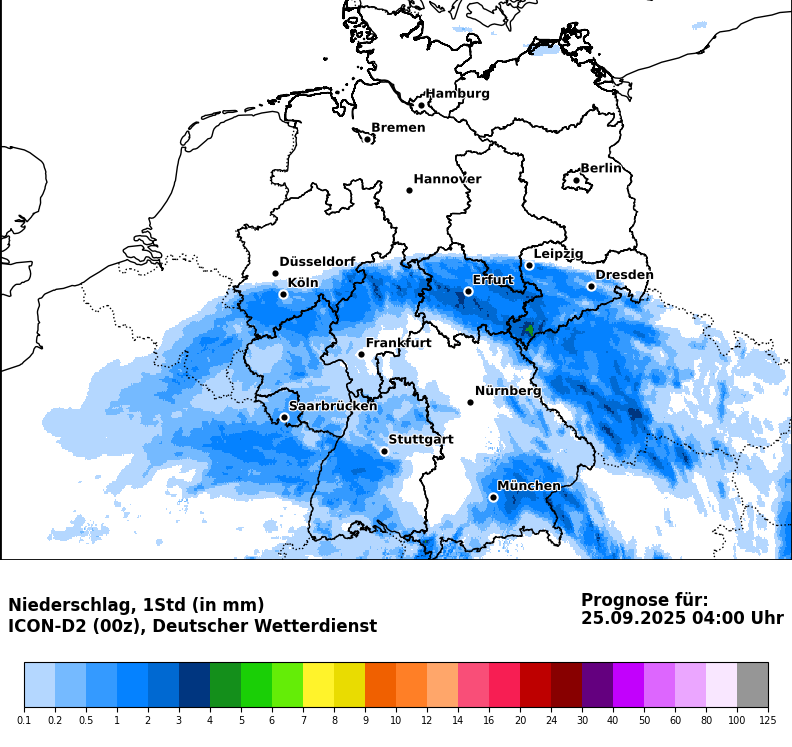 Hamburg
Bremen
Berlin
Hannover
Leipzig
Düsseldorf
Dresden
Köln
Erfurt
Frankfurt
Nürnberg
Saarbrücken
Stuttgart
München
Niederschlag, 1Std (in mm)
ICON-D2 (00z), Deutscher Wetterdienst
Prognose für:
25.09.2025 04:00 Uhr
0.1 0.2 0.5 1 2 3 4 5 6 7 8 9 10 12 14 16 20 24 30 40 50 60 80 100 125